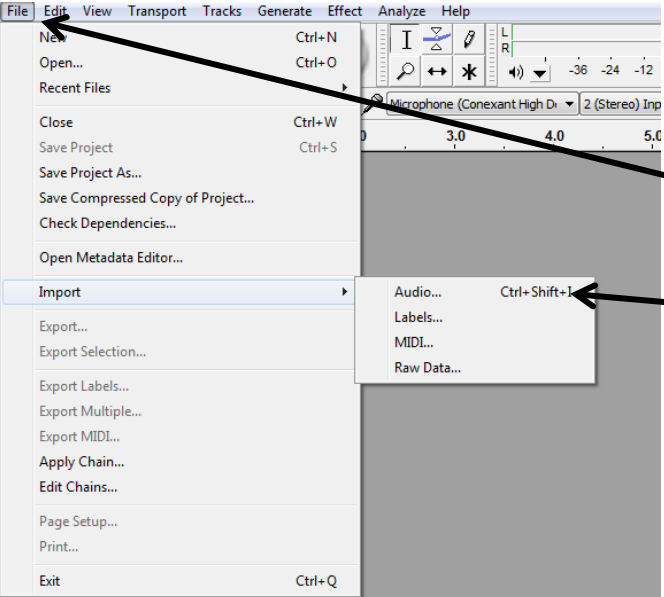 File Edit View Transport Tracks Generate Effect Analyze Help
New Ctrl+N
Open... Ctrl+O
Recent Files
Close Ctrl+W
Save Project Ctrl+S
Save Project As...
Save Compressed Copy of Project...
Check Dependencies...
Open Metadata Editor...
Import
Export...
Export Selection...
Export Labels...
Export Multiple...
Export MIDI...
Apply Chain...
Edit Chains...
Page Setup...
Print...
Exit Ctrl+Q
Audio... Ctrl+Shift+I
Labels...
MIDI...
Raw Data...
L
R
-36 -24 -12
Microphone (Conexant High 2 (Stereo)
3.0 4.0 5.0